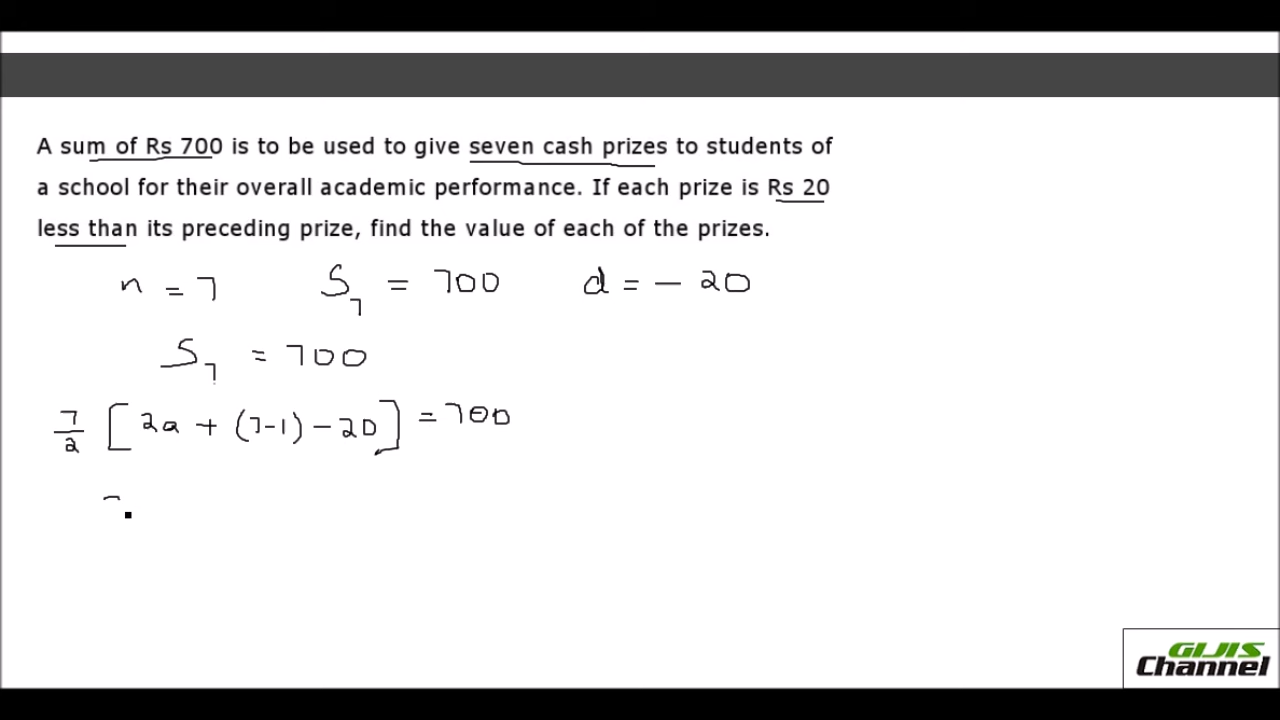 A sum of Rs 700 is to be used to give seven cash prizes to students of
a school for their overall academic performance. If each prize is Rs 20
less than its preceding prize, find the value of each of the prizes.
n = 7 S₇ = 700 d = - 20
S₇ = 700
7/2 [2a + (7-1) - 20] = 700
GIJIS
Channel